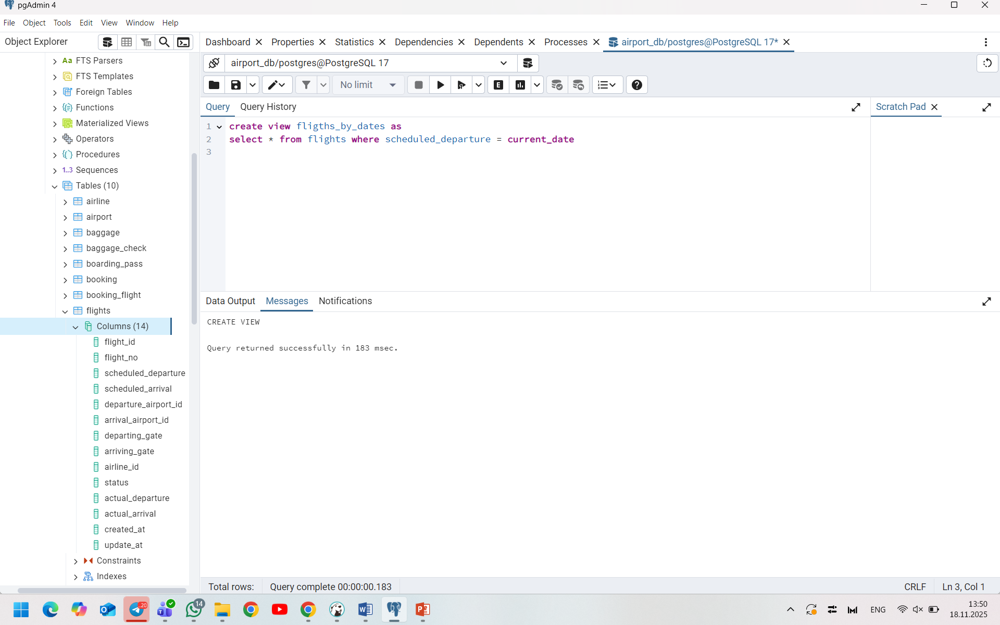 pgAdmin 4
File Object Tools Edit View Window Help
Object Explorer
Dashboard Properties Statistics Dependencies Dependents Processes airport_db/postgres@PostgreSQL 17*
airport_db/postgres@PostgreSQL 17
No limit
E
Query Query History
Scratch Pad
1 create view fligths_by_dates as
2 select * from flights where scheduled_departure = current_date
3
Aa FTS Parsers
FTS Templates
Foreign Tables
Functions
Materialized Views
Operators
Procedures
1..3 Sequences
Tables (10)
airline
airport
baggage
baggage_check
boarding_pass
booking
booking_flight
flights
Columns (14)
flight_id
flight_no
scheduled_departure
scheduled_arrival
departure_airport_id
arrival_airport_id
departing_gate
arriving_gate
airline_id
status
actual_departure
actual_arrival
created_at
update_at
Constraints
Indexes
Data Output Messages Notifications
CREATE VIEW
Query returned successfully in 183 msec.
Total rows: Query complete 00:00:00.183
CRLF Ln 3, Col 1
..20
14
ENG
13:50
18.11.2025